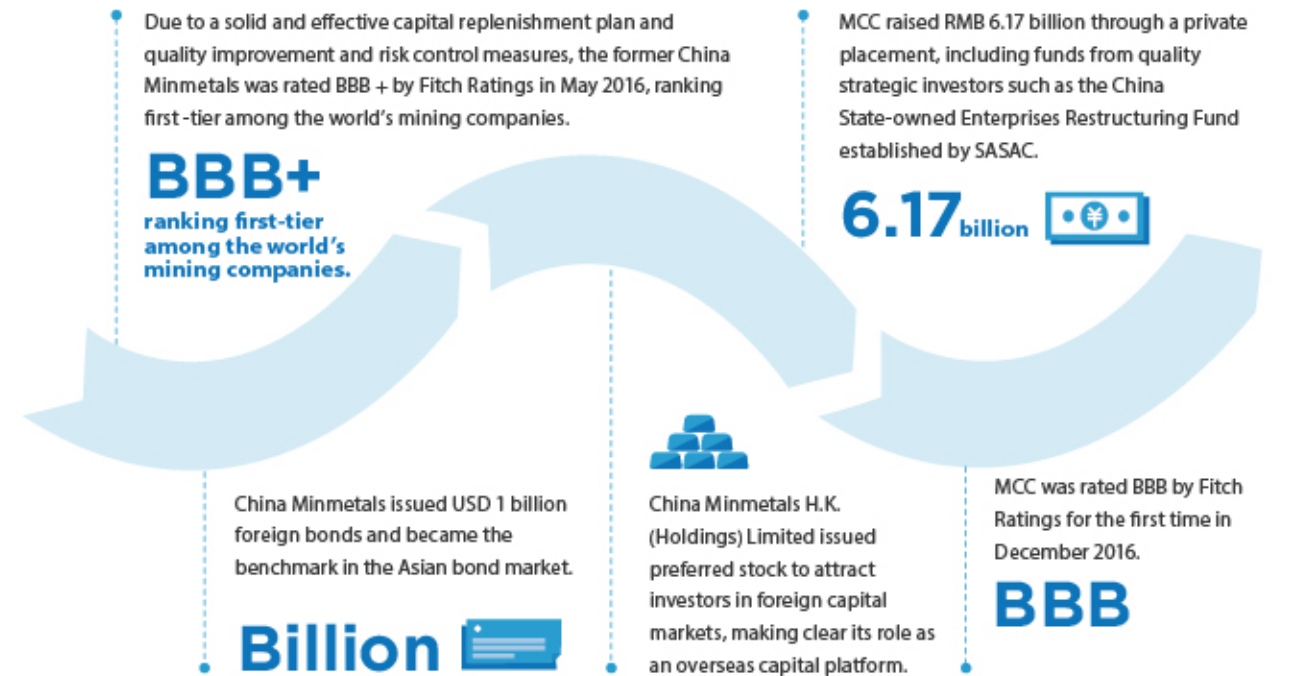 Due to a solid and effective capital replenishment plan and
quality improvement and risk control measures, the former China
Minmetals was rated BBB + by Fitch Ratings in May 2016, ranking
first -tier among the world's mining companies.
BBB+
ranking first-tier
among the world's
mining companies.
MCC raised RMB 6.17 billion through a private
placement, including funds from quality
strategic investors such as the China
State-owned Enterprises Restructuring Fund
established by SASAC.
6.17 billion
¥
China Minmetals issued USD 1 billion
foreign bonds and became the
benchmark in the Asian bond market.
Billion
China Minmetals H.K.
(Holdings) Limited issued
preferred stock to attract
investors in foreign capital
markets, making clear its role as
an overseas capital platform.
MCC was rated BBB by Fitch
Ratings for the first time in
December 2016.
BBB